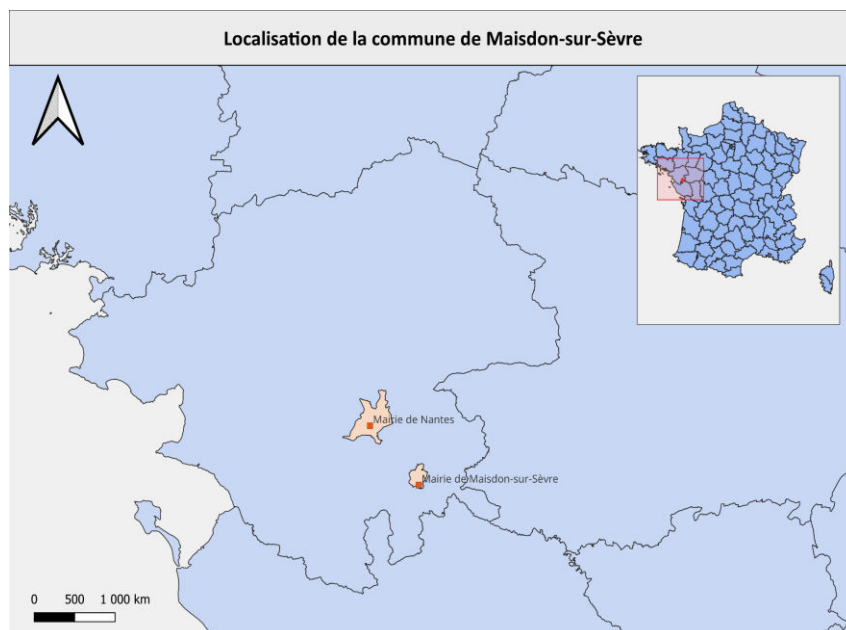 Localisation de la commune de Maisdon-sur-Sèvre
Mairie de Nantes
Mairie de Maisdon-sur-Sèvre
0 500 1 000 km